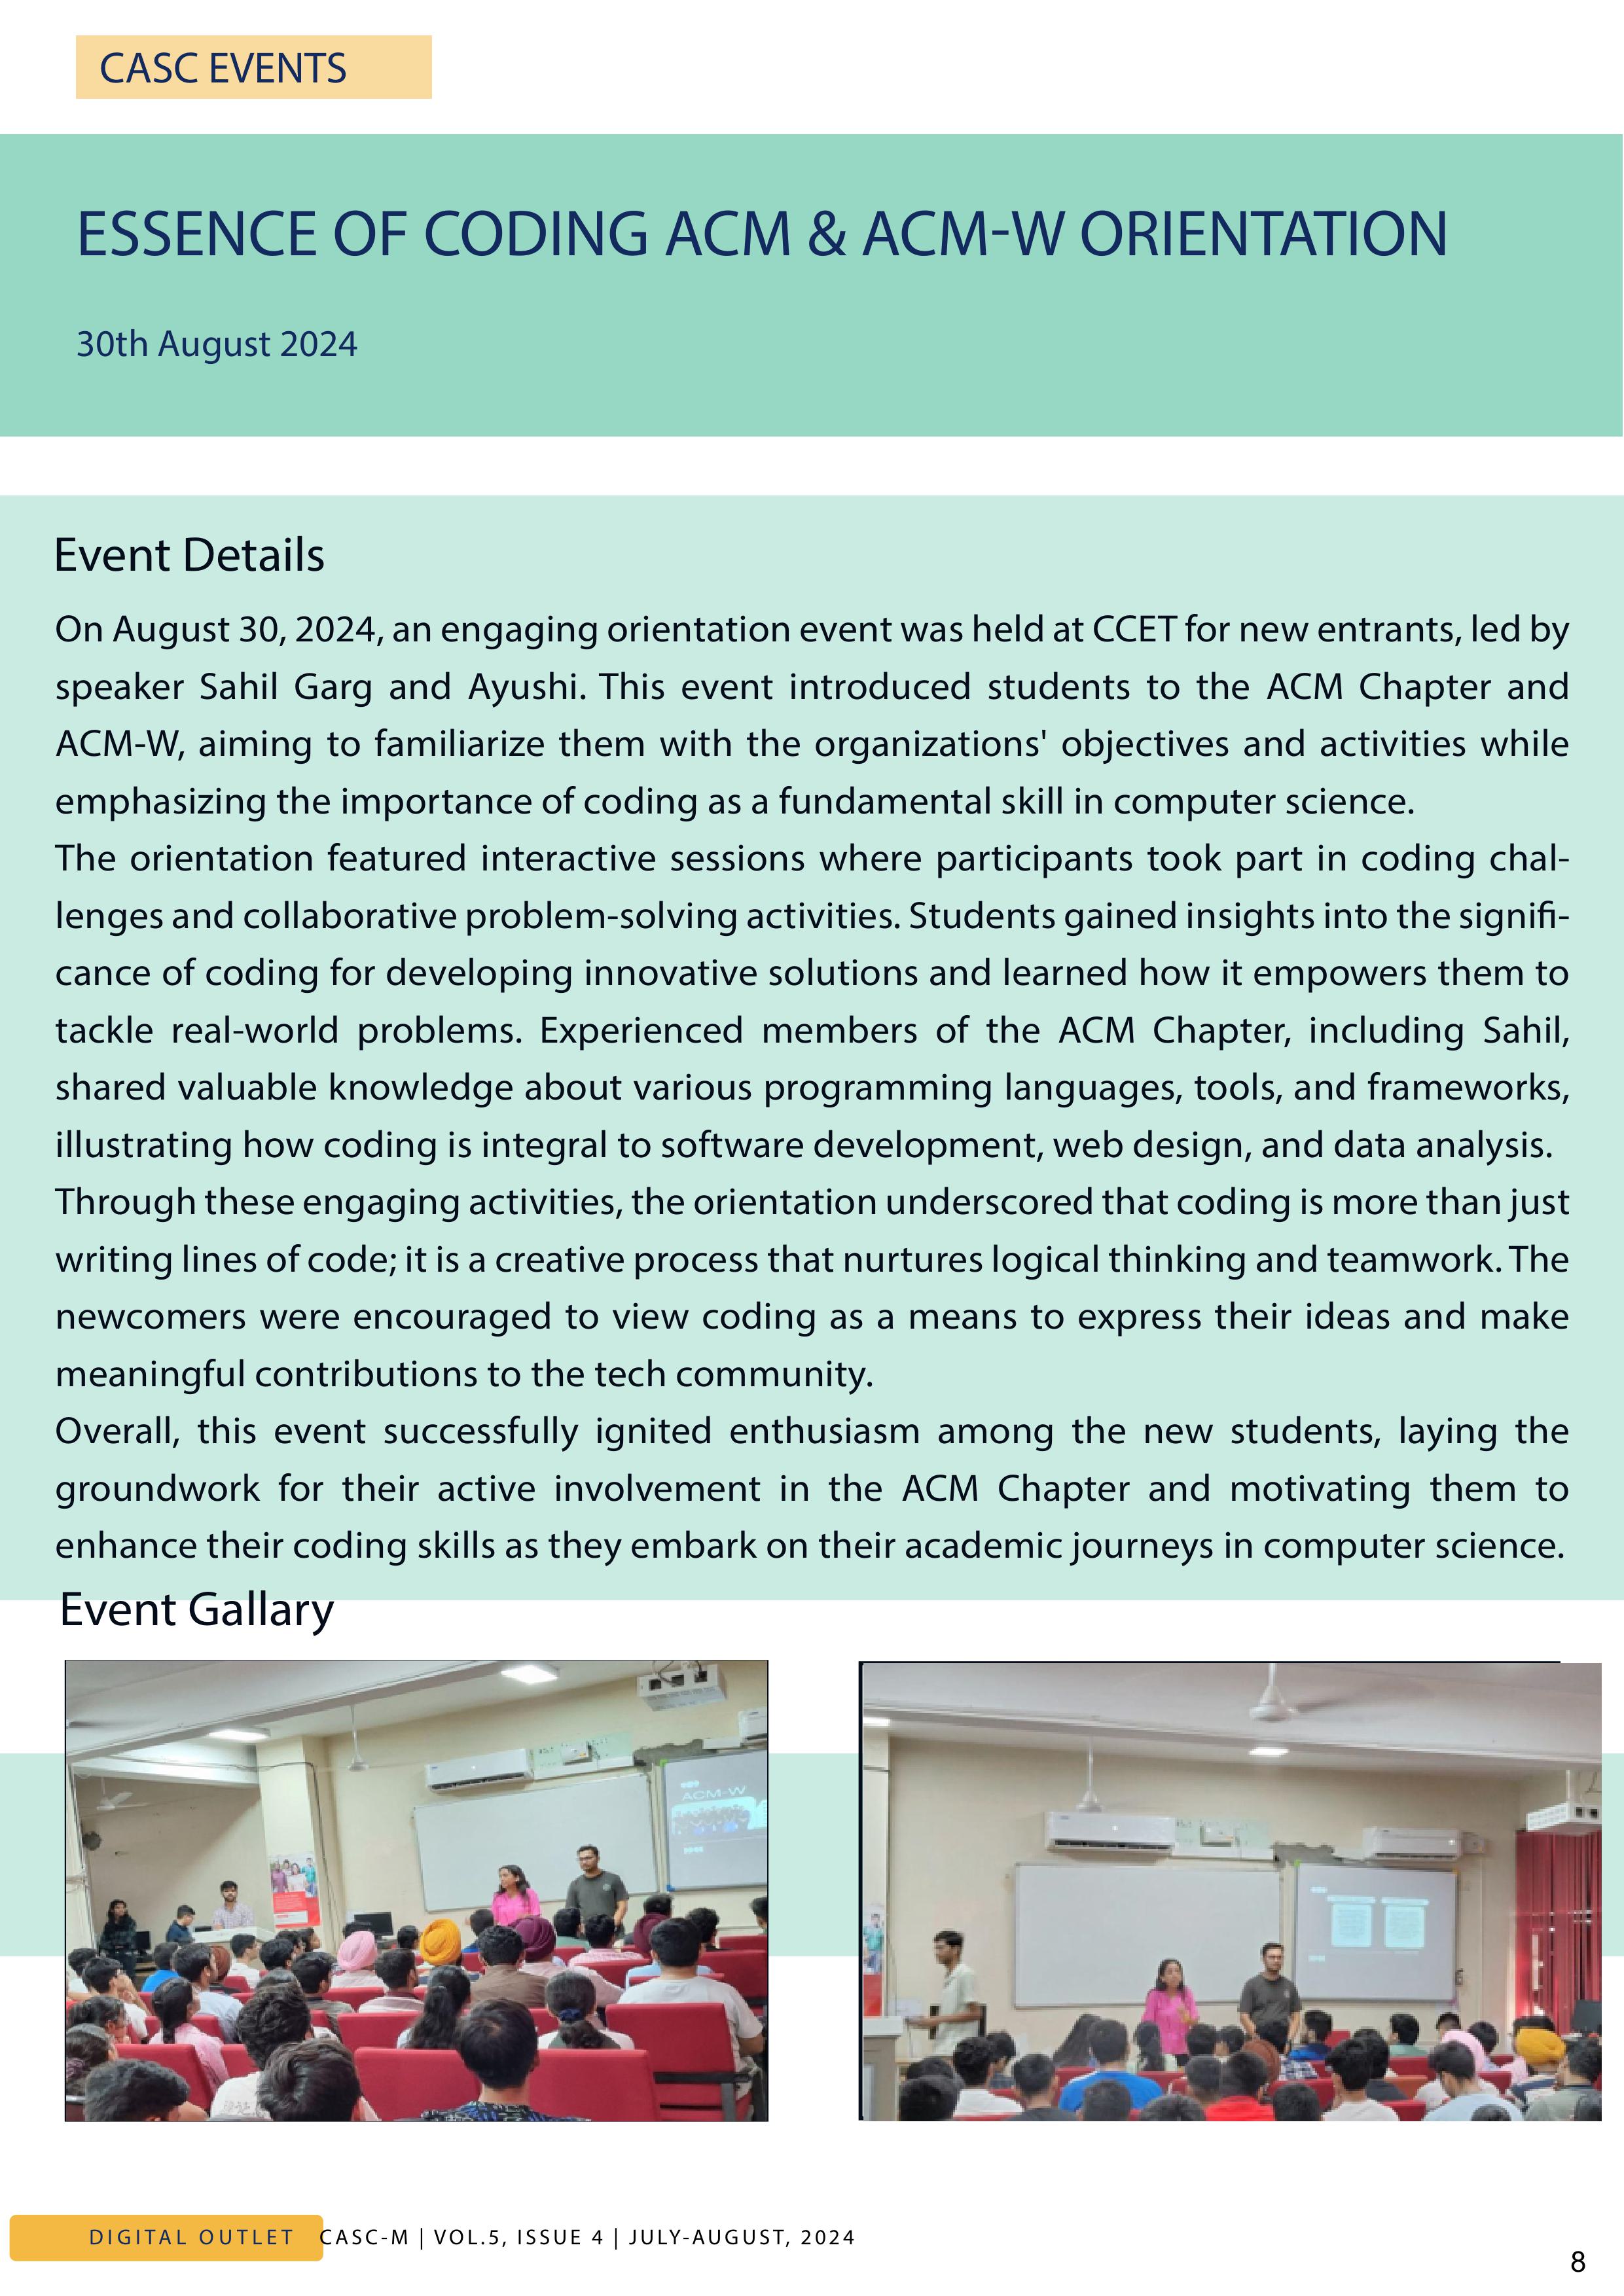 CASC EVENTS
ESSENCE OF CODING ACM & ACM-W ORIENTATION
30th August 2024
Event Details
On August 30, 2024, an engaging orientation event was held at CCET for new entrants, led by
speaker Sahil Garg and Ayushi. This event introduced students to the ACM Chapter and
ACM-W, aiming to familiarize them with the organizations' objectives and activities while
emphasizing the importance of coding as a fundamental skill in computer science.
The orientation featured interactive sessions where participants took part in coding chal-
lenges and collaborative problem-solving activities. Students gained insights into the signifi-
cance of coding for developing innovative solutions and learned how it empowers them to
tackle real-world problems. Experienced members of the ACM Chapter, including Sahil,
shared valuable knowledge about various programming languages, tools, and frameworks,
illustrating how coding is integral to software development, web design, and data analysis.
Through these engaging activities, the orientation underscored that coding is more than just
writing lines of code; it is a creative process that nurtures logical thinking and teamwork. The
newcomers were encouraged to view coding as a means to express their ideas and make
meaningful contributions to the tech community.
Overall, this event successfully ignited enthusiasm among the new students, laying the
groundwork for their active involvement in the ACM Chapter and motivating them to
enhance their coding skills as they embark on their academic journeys in computer science.
Event Gallary
ACM-W
DIGITAL OUTLET CASC-M | VOL.5, ISSUE 4 | JULY-AUGUST, 2024
8